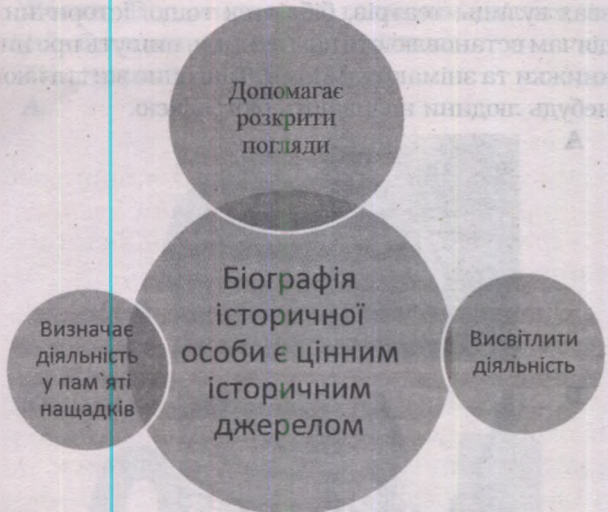 Допомагає
розкрити
погляди
Біографія
історичної
особи є цінним
історичним
джерелом
Визначає
діяльність
у пам`яті
нащадків
Висвітлити
діяльність